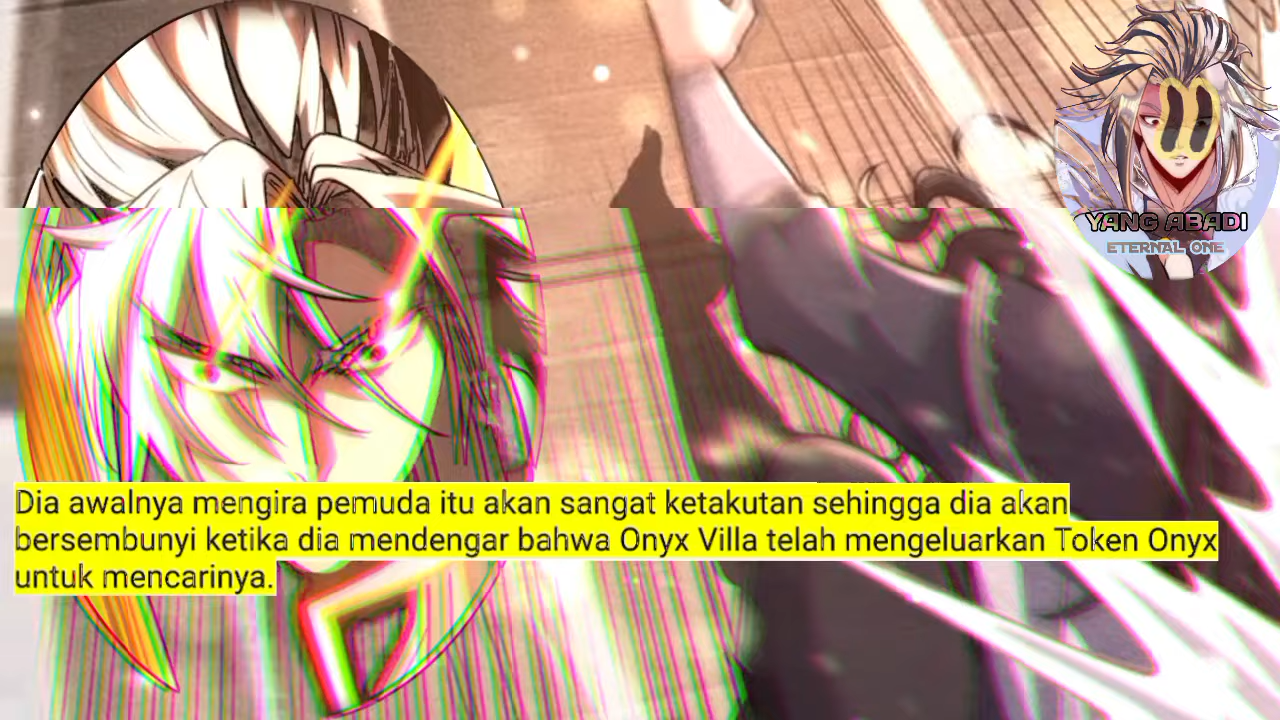 YANG ABADI
ETERNAL ONE
Dia awalnya mengira pemuda itu akan sangat ketakutan sehingga dia akan
bersembunyi ketika dia mendengar bahwa Onyx Villa telah mengeluarkan Token Onyx
untuk mencarinya.